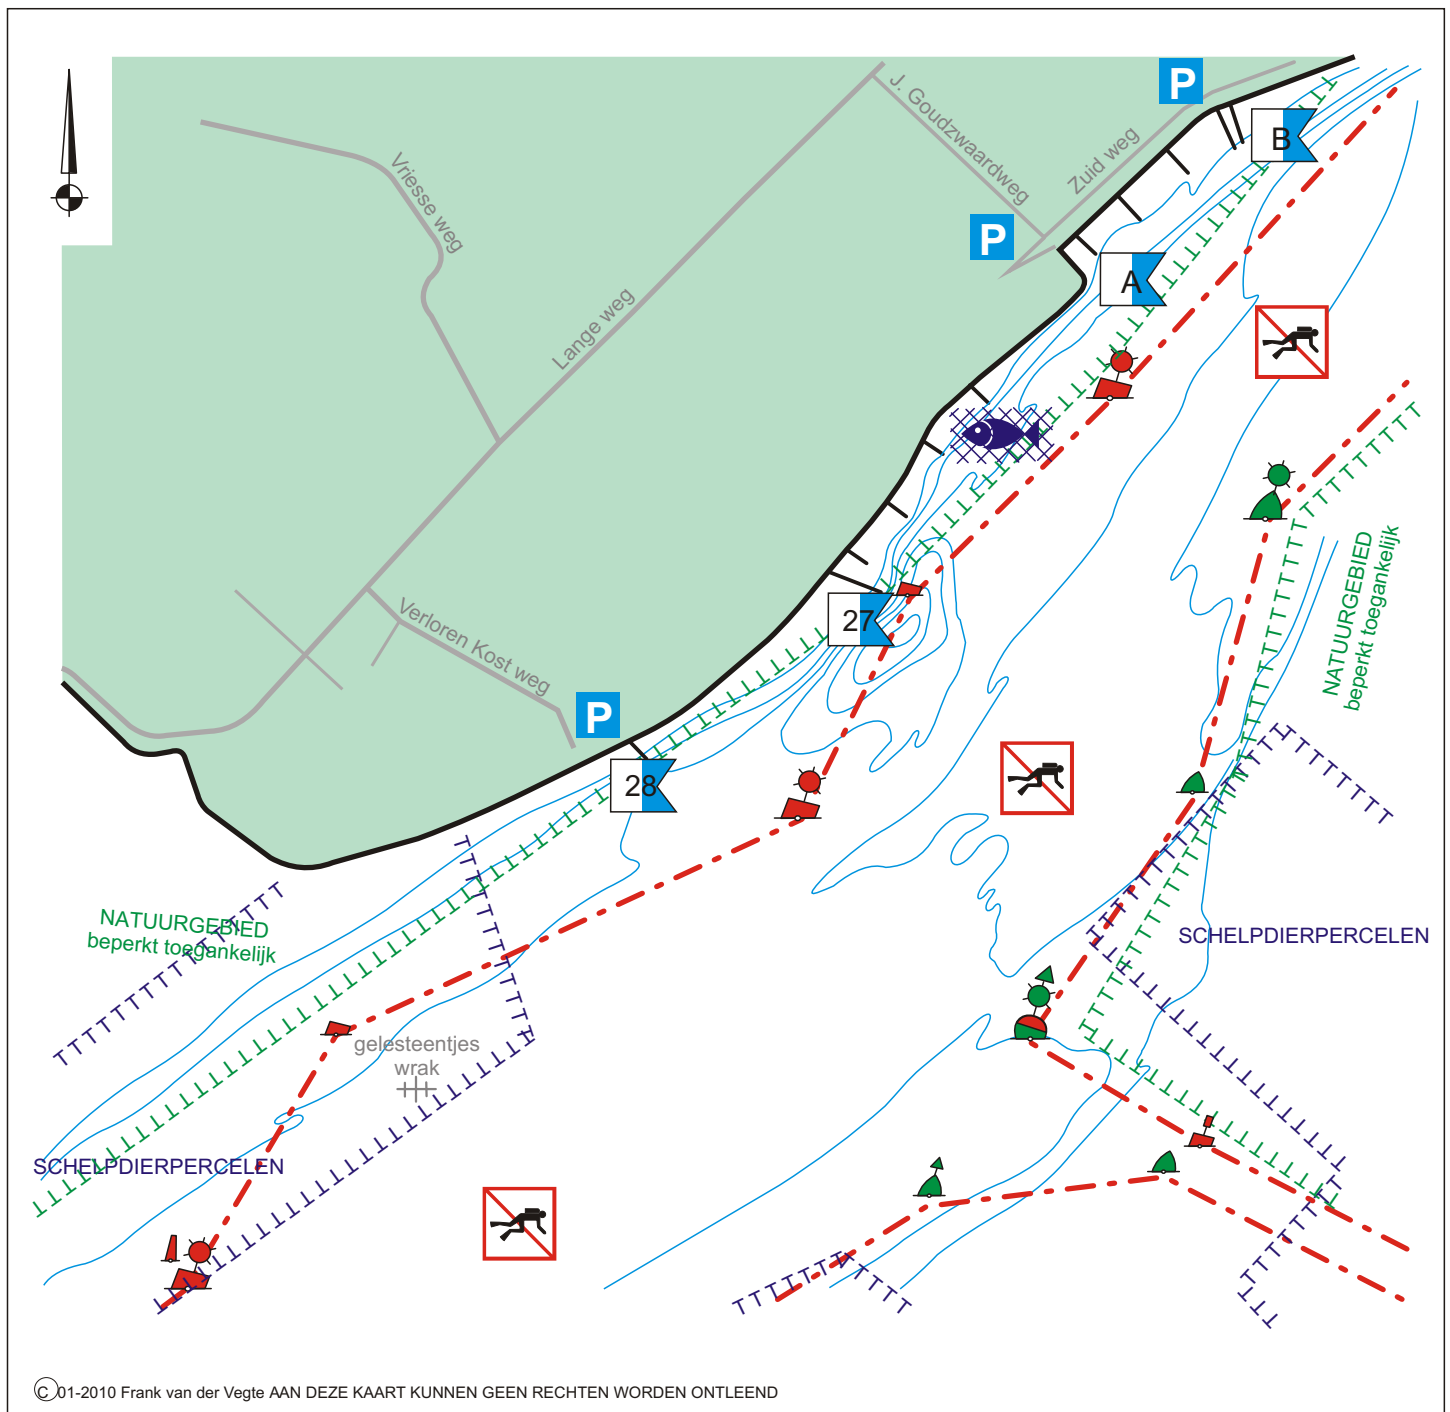 P
B
J. Goudzwaardweg
Zuid weg
Vriesse weg
P
A
Lange weg
27
Verloren Kost weg
P
28
NATUURGEBIED
beperkt toegankelijk
NATUURGEBIED
beperkt toegankelijk
SCHELPDIERPERCELEN
gelesteentjes
wrak
SCHELPDIERPERCELEN
C 01-2010 Frank van der Vegte AAN DEZE KAART KUNNEN GEEN RECHTEN WORDEN ONTLEEND